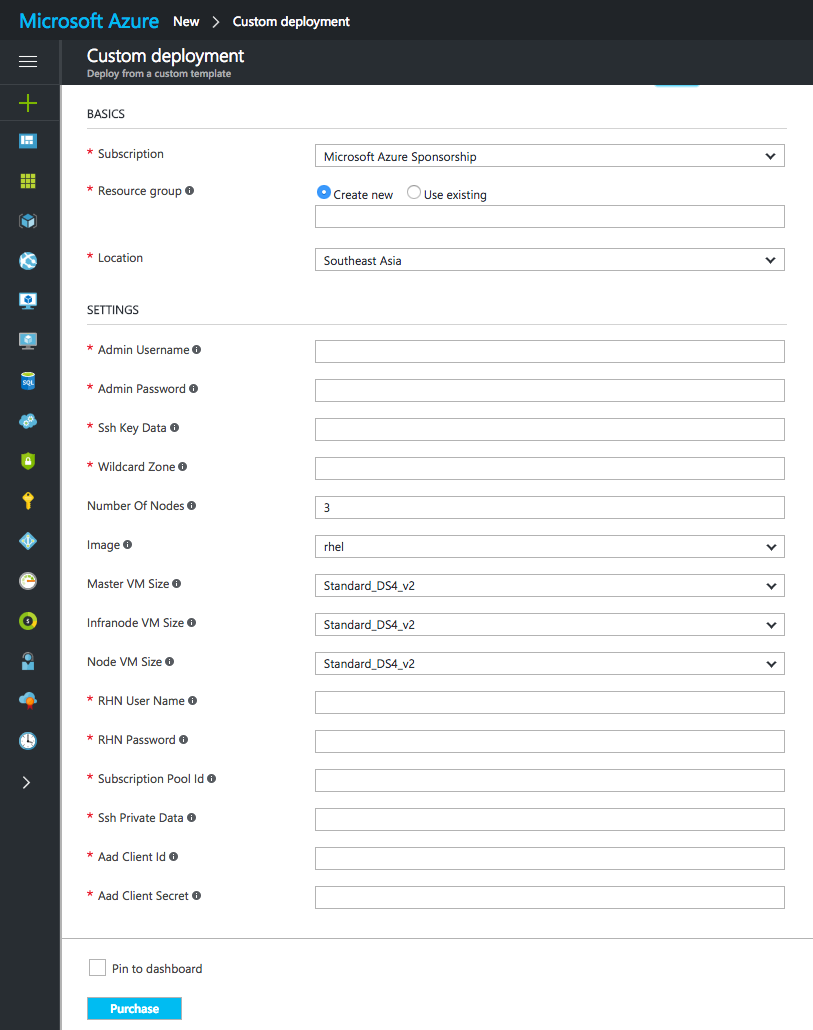 Microsoft Azure New > Custom deployment
Custom deployment
Deploy from a custom template
BASICS
* Subscription Microsoft Azure Sponsorship
* Resource group Create new Use existing
* Location Southeast Asia
SETTINGS
* Admin Username
* Admin Password
* Ssh Key Data
* Wildcard Zone
Number Of Nodes 3
Image rhel
Master VM Size Standard_DS4_v2
Infranode VM Size Standard_DS4_v2
Node VM Size Standard_DS4_v2
* RHN User Name
* RHN Password
* Subscription Pool Id
* Ssh Private Data
* Aad Client Id
* Aad Client Secret
Pin to dashboard
Purchase
SQL